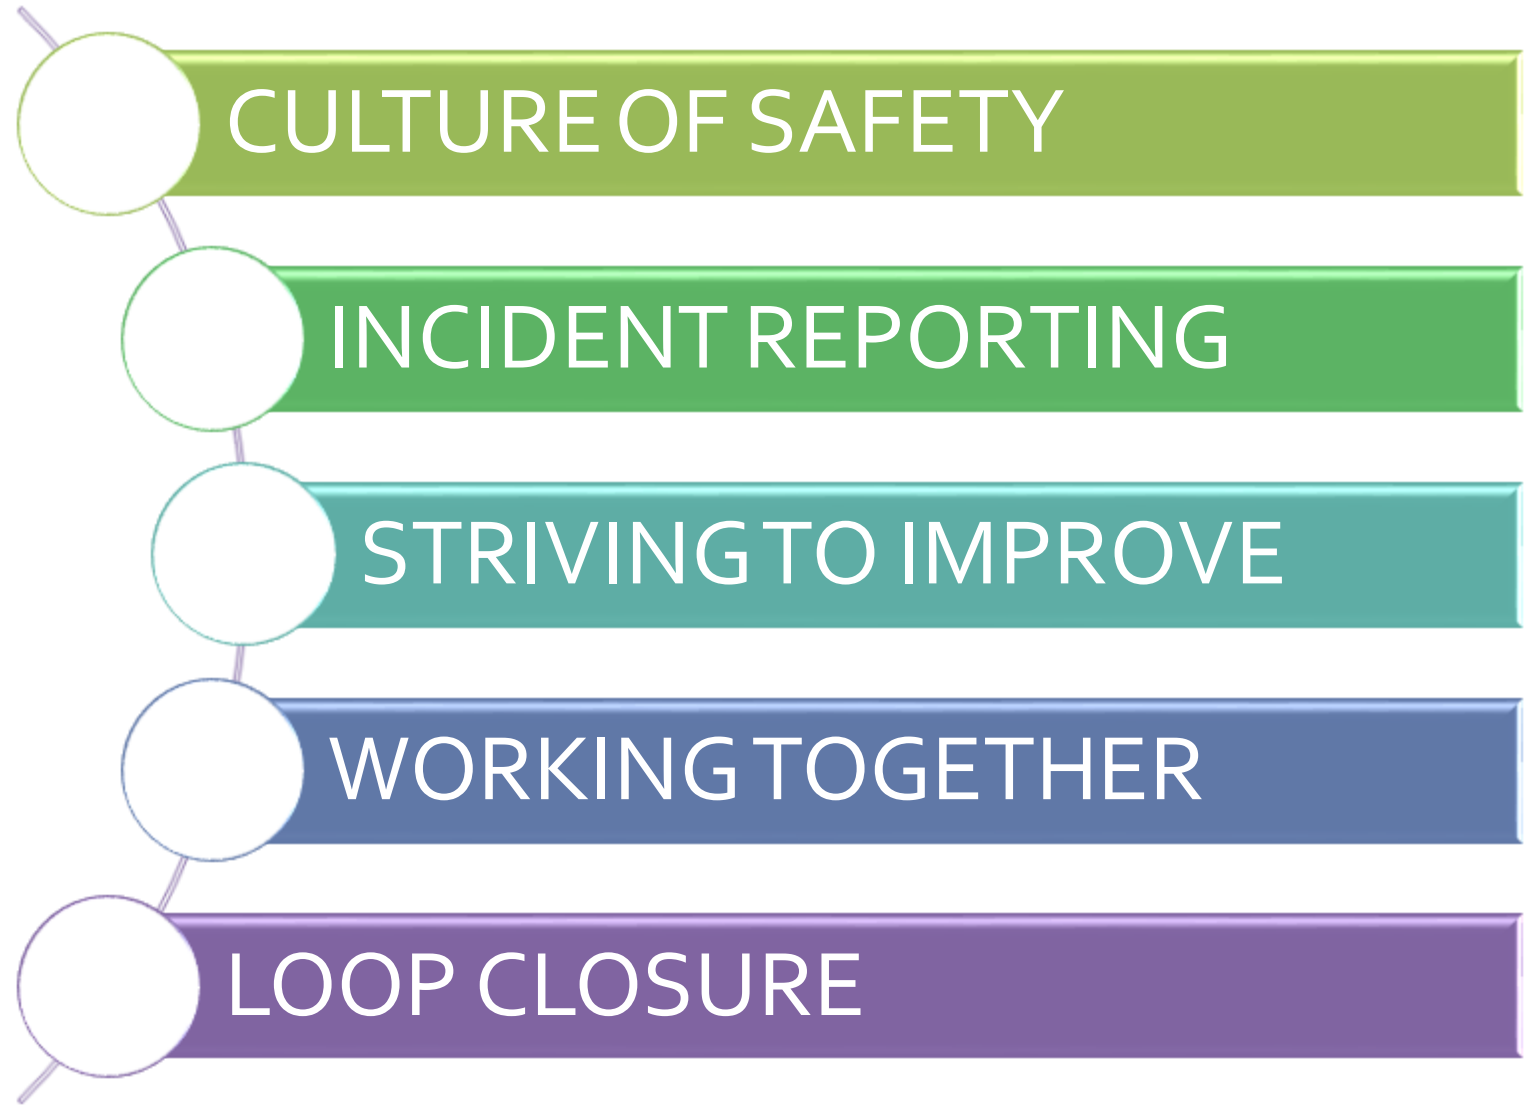 CULTURE OF SAFETY
INCIDENT REPORTING
STRIVING TO IMPROVE
WORKING TOGETHER
LOOP CLOSURE